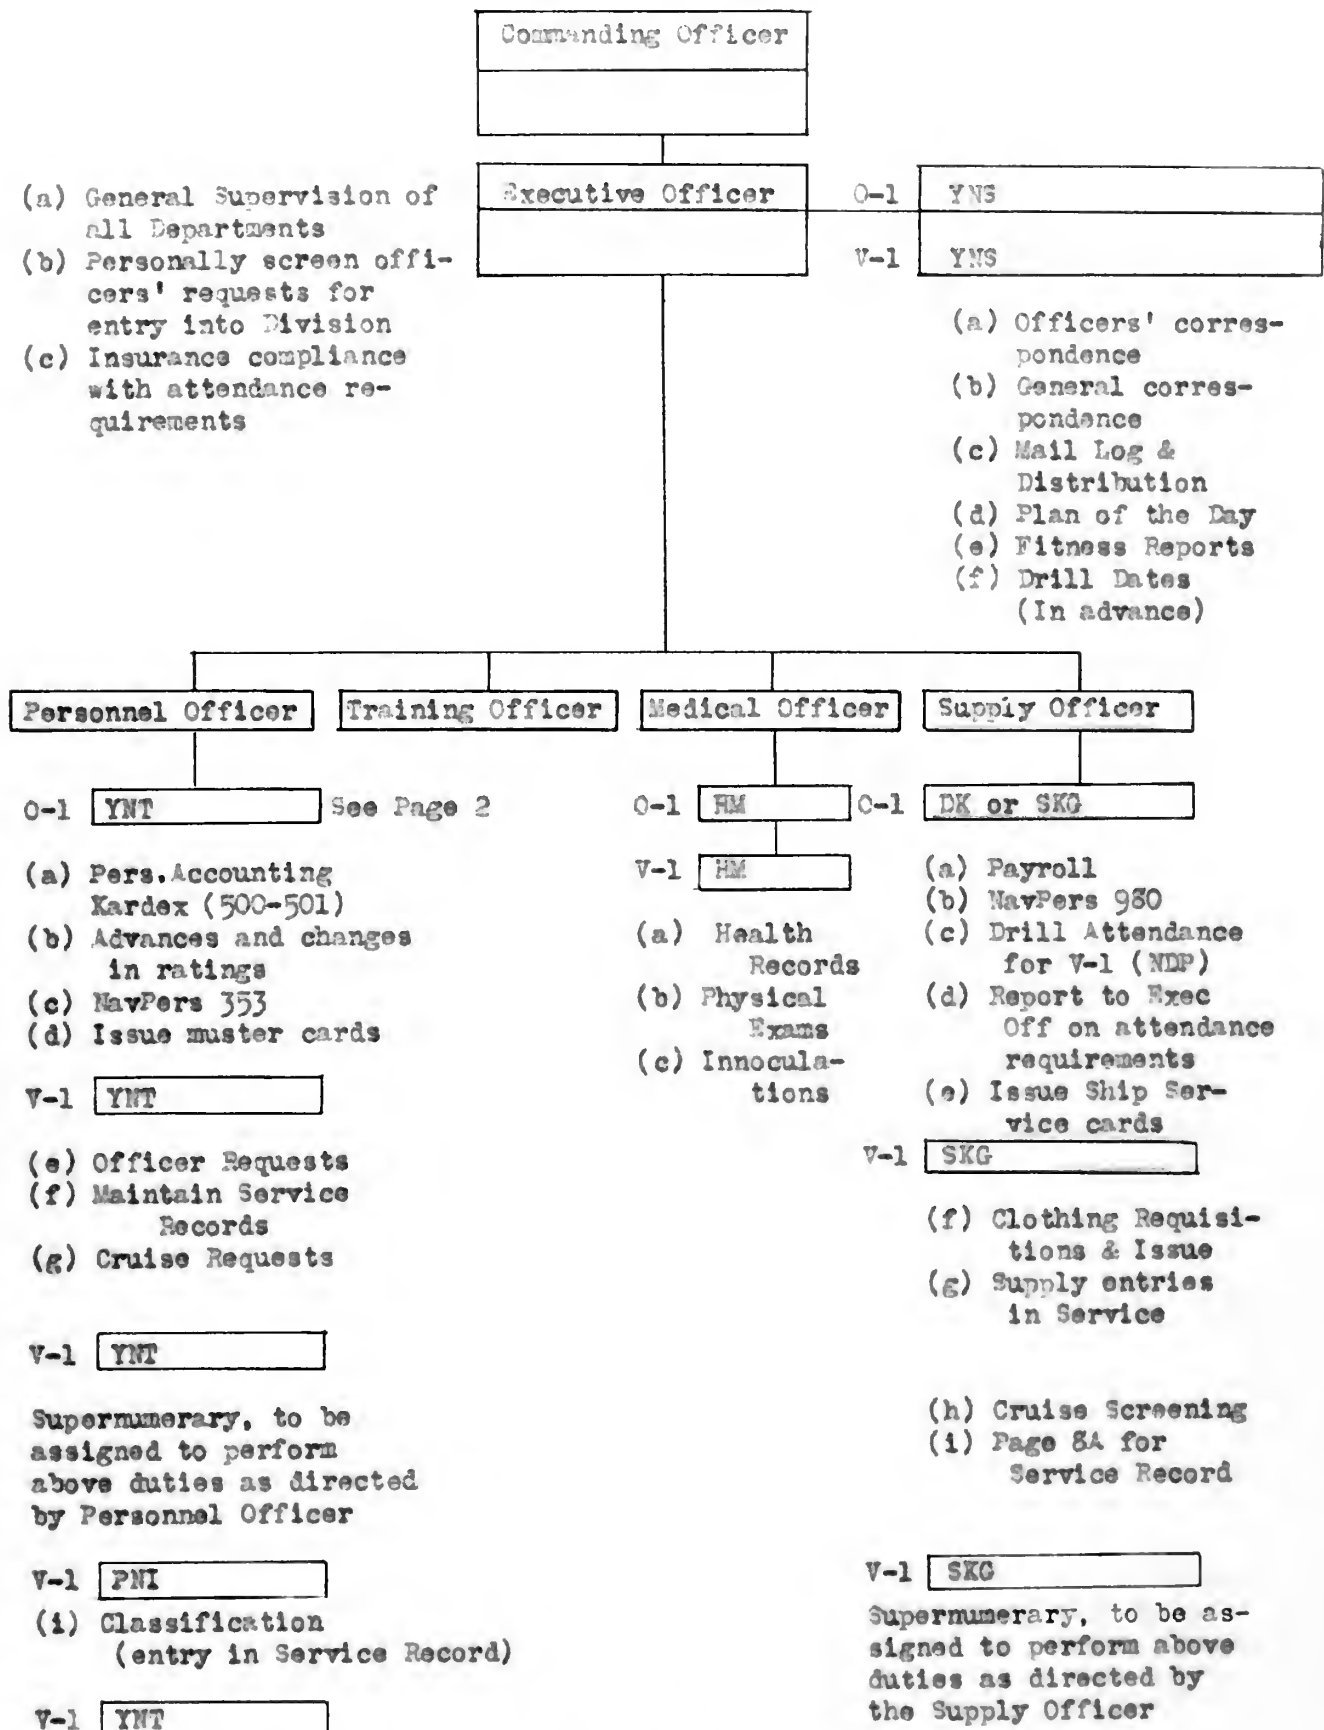 Commanding Officer
(a) General Supervision of
all Departments
(b) Personally screen offi-
cers' requests for
entry into Division
(c) Insurance compliance
with attendance re-
quirements
Executive Officer
O-1 YNS
V-1 YNS
(a) Officers' corres-
pondence
(b) General corres-
pondence
(c) Mail Log &
Distribution
(d) Plan of the Day
(e) Fitness Reports
(f) Drill Dates
(In advance)
Personnel Officer
O-1 YNT
(a) Pers.Accounting
Kardex (500-501)
(b) Advances and changes
in ratings
(c) NavPers 353
(d) Issue muster cards
V-1 YNT
(e) Officer Requests
(f) Maintain Service
Records
(g) Cruise Requests
V-1 YNT
Supernumerary, to be
assigned to perform
above duties as directed
by Personnel Officer
V-1 PNI
(i) Classification
(entry in Service Record)
V-1 YNT
Training Officer
See Page 2
Medical Officer
O-1 HM
V-1 HM
(a) Health
Records
(b) Physical
Exams
(c) Innocula-
tions
Supply Officer
O-1 DK or SKG
(a) Payroll
(b) NavPers 980
(c) Drill Attendance
for V-1 (NDP)
(d) Report to Exec
Off on attendance
requirements
(e) Issue Ship Ser-
vice cards
V-1 SKG
(f) Clothing Requisi-
tions & Issue
(g) Supply entries
in Service
(h) Cruise Screening
(i) Page 8A for
Service Record
V-1 SKG
Supernumerary, to be as-
signed to perform above
duties as directed by
the Supply Officer